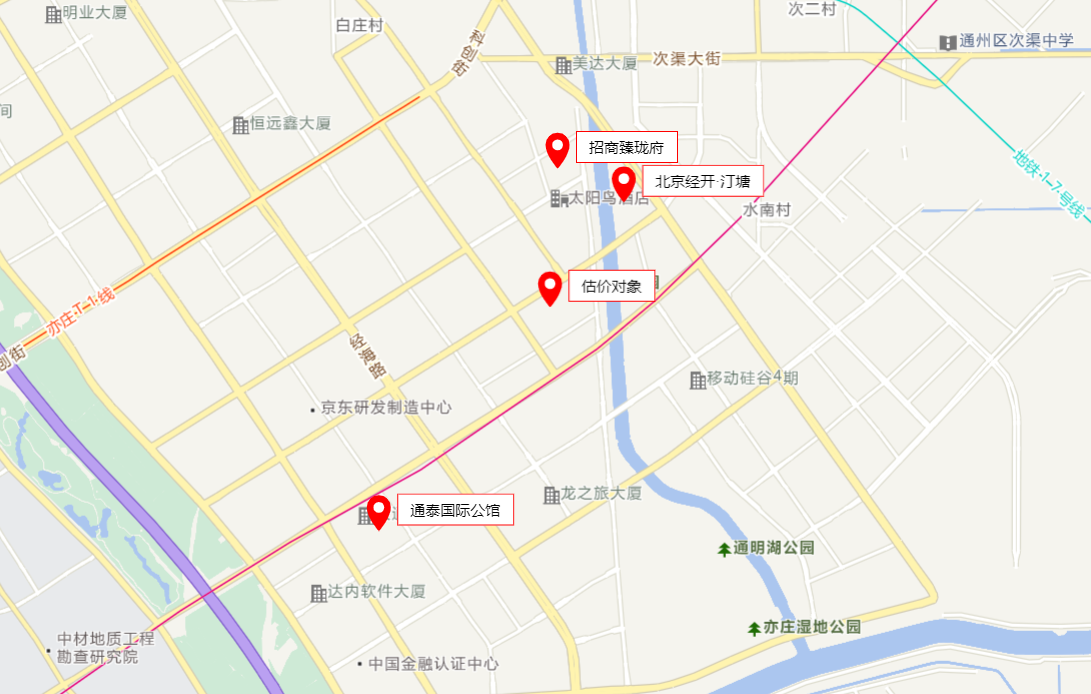 明业大厦
白庄村
次二村
科创街
美达大厦
次渠大街
通州区次渠中学
间
恒远鑫大厦
招商臻珑府
北京经开·汀塘
太阳鸟酒店
水南村
地铁-1-7-号线
估价对象
亦庄-T-1-线
创街
经海路
移动硅谷4期
京东研发制造中心
龙之旅大厦
通泰国际公馆
通明湖公园
达内软件大厦
亦庄湿地公园
中材地质工程
勘查研究院
中国金融认证中心